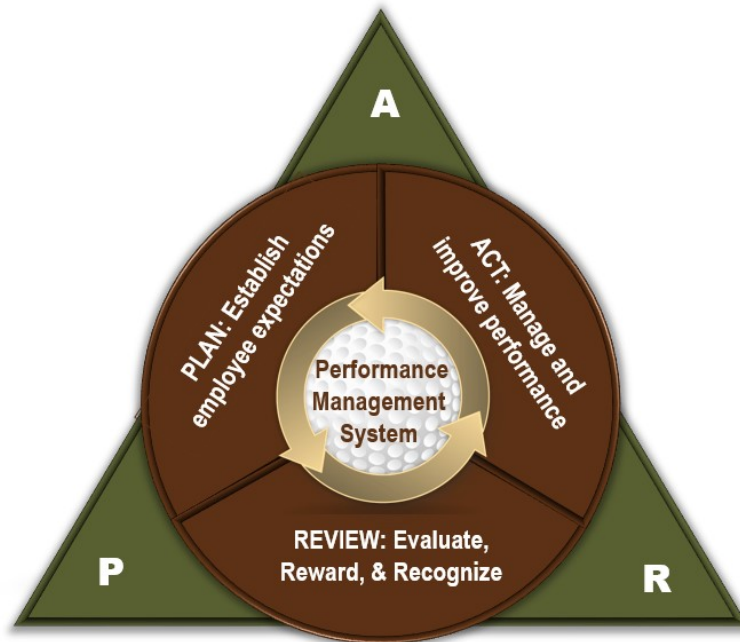 A
PLAN: Establish
employee expectations
ACT: Manage and
improve performance
Performance
Management
System
REVIEW: Evaluate,
Reward, & Recognize
P
R